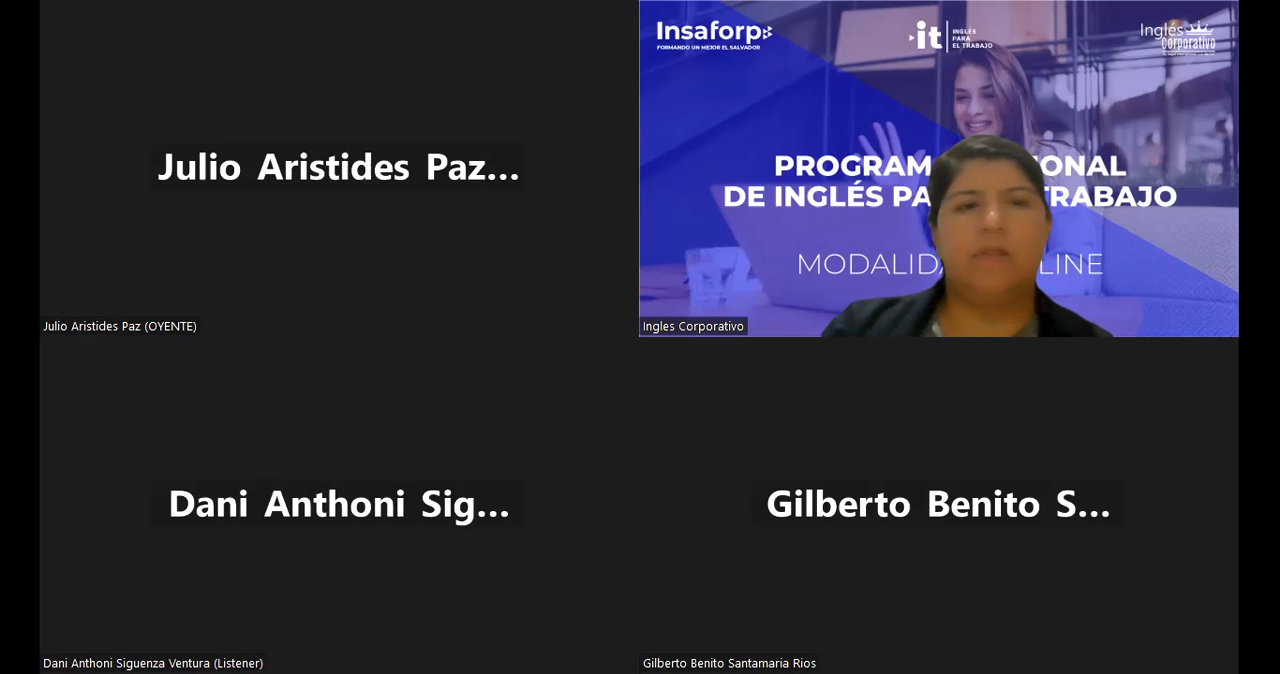 Julio Aristides Paz...
Julio Aristides Paz (OYENTE)
Insaforp
FORMANDO UN MEJOR EL SALVADOR
it
INGLÉS
PARA
EL TRABAJO
Inglés
Corporativo
PROGRAM ONAL
DE INGLÉS PA TRABAJO
MODALIDA LINE
Ingles Corporativo
Dani Anthoni Sig...
Dani Anthoni Siguenza Ventura (Listener)
Gilberto Benito S...
Gilberto Benito Santamaria Rios